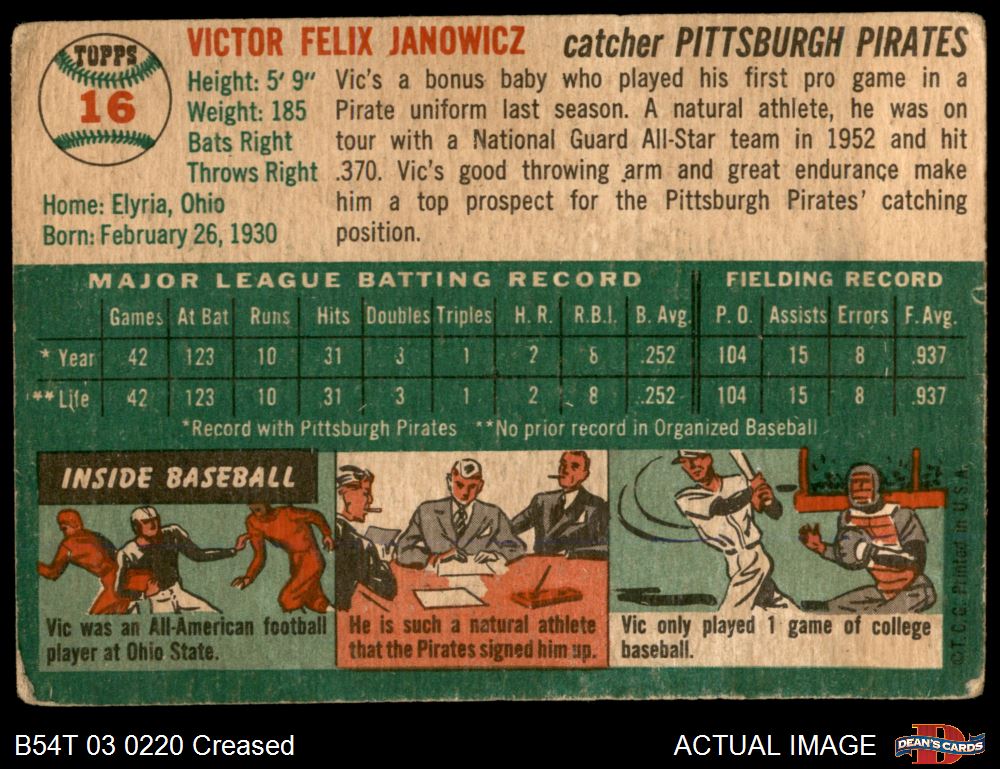 TOPPS
16
VICTOR FELIX JANOWICZ catcher PITTSBURGH PIRATES
Height: 5' 9"
Weight: 185
Bats Right
Throws Right
Home: Elyria, Ohio
Born: February 26, 1930
Vic's a bonus baby who played his first pro game in a
Pirate uniform last season. A natural athlete, he was on
tour with a National Guard All-Star team in 1952 and hit
.370. Vic's good throwing arm and great endurance make
him a top prospect for the Pittsburgh Pirates' catching
position.
MAJOR LEAGUE BATTING RECORD FIELDING RECORD
Games At Bat Runs Hits Doubles Triples H. R. R.B.I. B. Avg. P. O. Assists Errors F. Avg.
* Year 42 123 10 31 3 1 2 8 .252 104 15 8 .937
** Life 42 123 10 31 3 1 2 8 .252 104 15 8 .937
*Record with Pittsburgh Pirates **No prior record in Organized Baseball
INSIDE BASEBALL
Vic was an All-American football
player at Ohio State.
He is such a natural athlete
that the Pirates signed him up.
Vic only played 1 game of college
baseball.
©T. C. G. Printed in U. S. A.
B54T 03 0220 Creased
ACTUAL IMAGE
D
DEAN'S CARDS